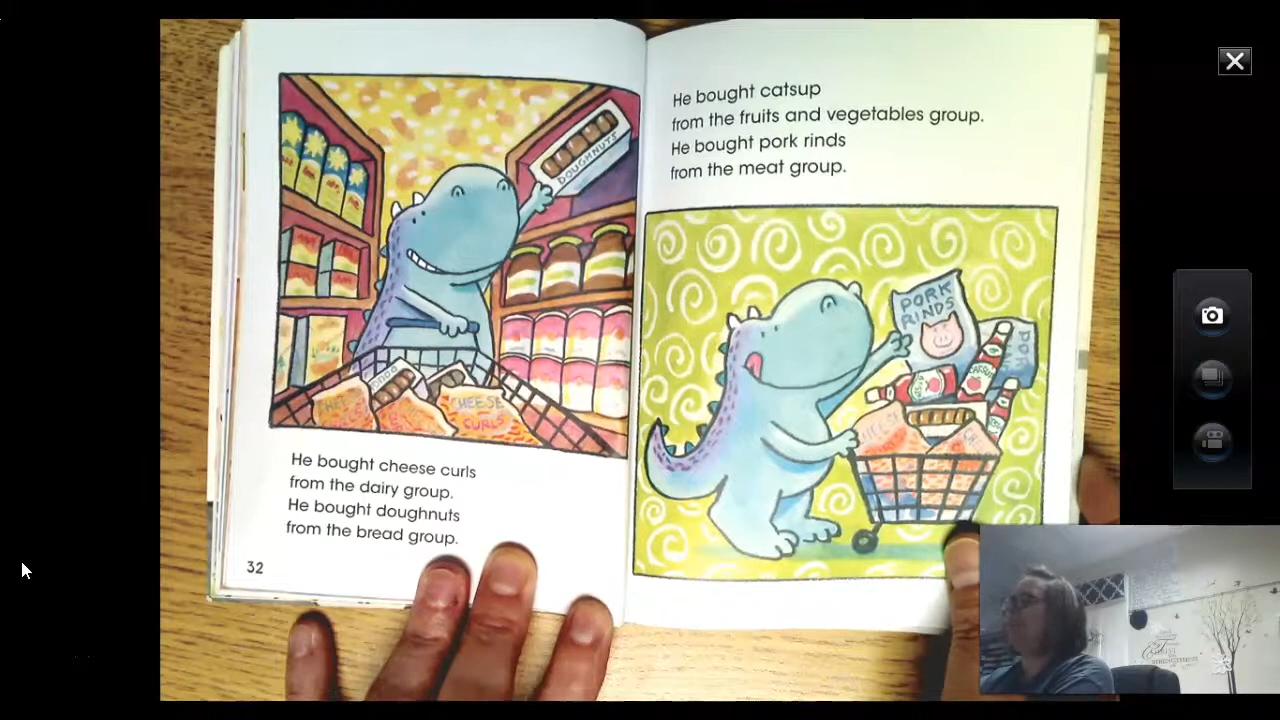 DOUGHNUTS
CHEESE
CURLS
He bought cheese curls
from the dairy group.
He bought doughnuts
from the bread group.
32
He bought catsup
from the fruits and vegetables group.
He bought pork rinds
from the meat group.
PORK
RINDS